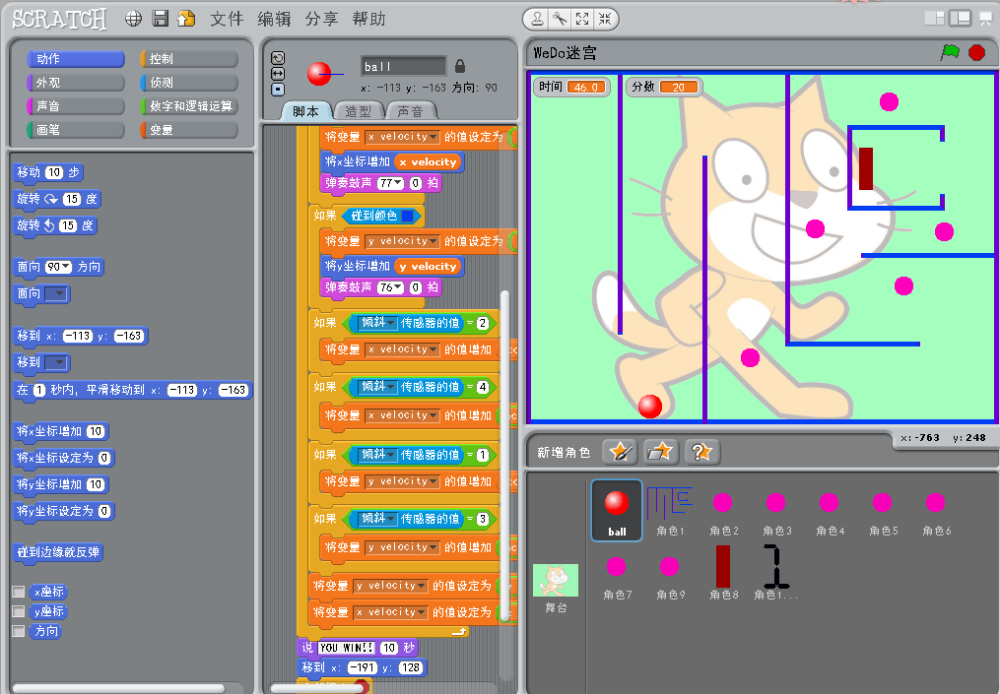 SCRATCH 文件 编辑 分享 帮助
动作 控制
外观 侦测
声音 数字和逻辑运算
画笔 变量
移动 10 步
旋转 15 度
旋转 15 度
面向 90 方向
面向
移到 x: -113 y: -163
移到
在 1 秒内，平滑移动到 x: -113 y: -163
将x坐标增加 10
将x坐标设定为 0
将y坐标增加 10
将y坐标设定为 0
碰到边缘就反弹
x座标
y座标
方向
ball
x: -113 y: -163 方向: 90
脚本 造型 声音
将变量 x velocity 的值设定为
将x坐标增加 x velocity
弹奏鼓声 77 0 拍
如果 碰到颜色
将变量 y velocity 的值设定为
将y坐标增加 y velocity
弹奏鼓声 76 0 拍
如果 倾斜 传感器的值 = 2
将变量 x velocity 的值增加
如果 倾斜 传感器的值 = 4
将变量 x velocity 的值增加
如果 倾斜 传感器的值 = 1
将变量 y velocity 的值增加
如果 倾斜 传感器的值 = 3
将变量 y velocity 的值增加
将变量 y velocity 的值设定为
将变量 x velocity 的值设定为
说 YOU WIN!! 10 秒
移到 x: -191 y: 128
WeDo迷宫
时间 46.0 分数 20
x: -763 y: 248
新增角色
ball 角色1 角色2 角色3 角色4 角色5 角色6
角色7 角色9 角色8 角色1...
舞台